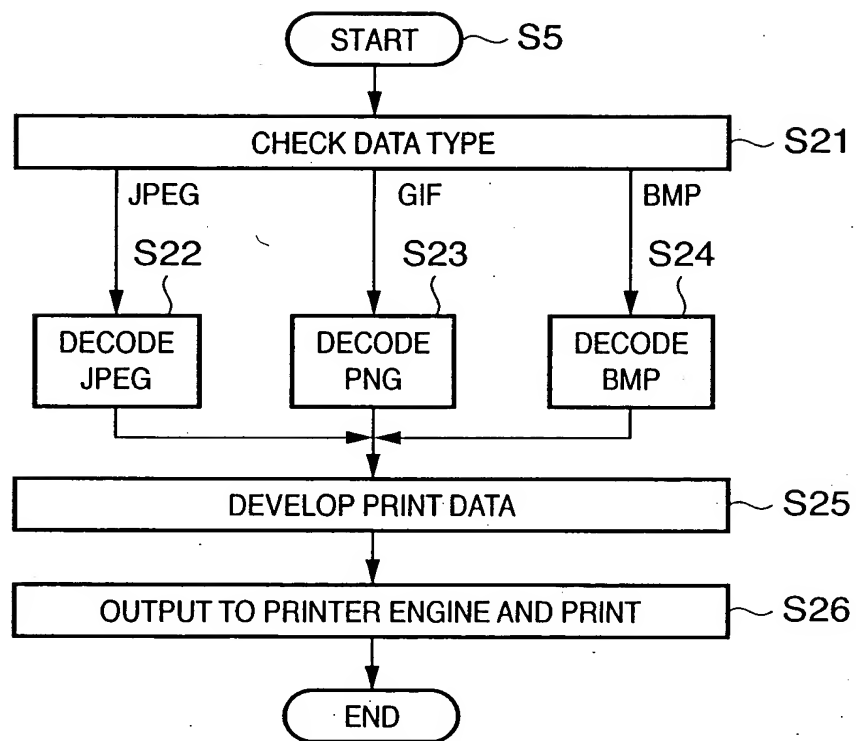 START
S5
CHECK DATA TYPE
S21
JPEG
GIF
BMP
S22
S23
S24
DECODE
JPEG
DECODE
PNG
DECODE
BMP
DEVELOP PRINT DATA
S25
OUTPUT TO PRINTER ENGINE AND PRINT
S26
END